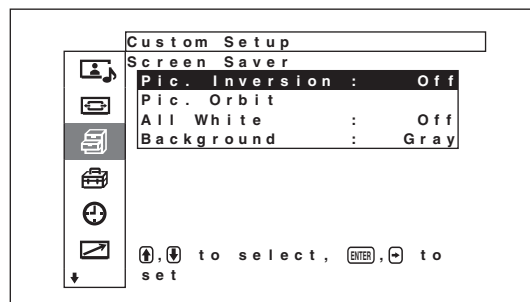 Custom Setup
Screen Saver
Pic. Inversion : Off
Pic. Orbit
All White : Off
Background : Gray
↑,↓ to select, ENTER,→ to
set